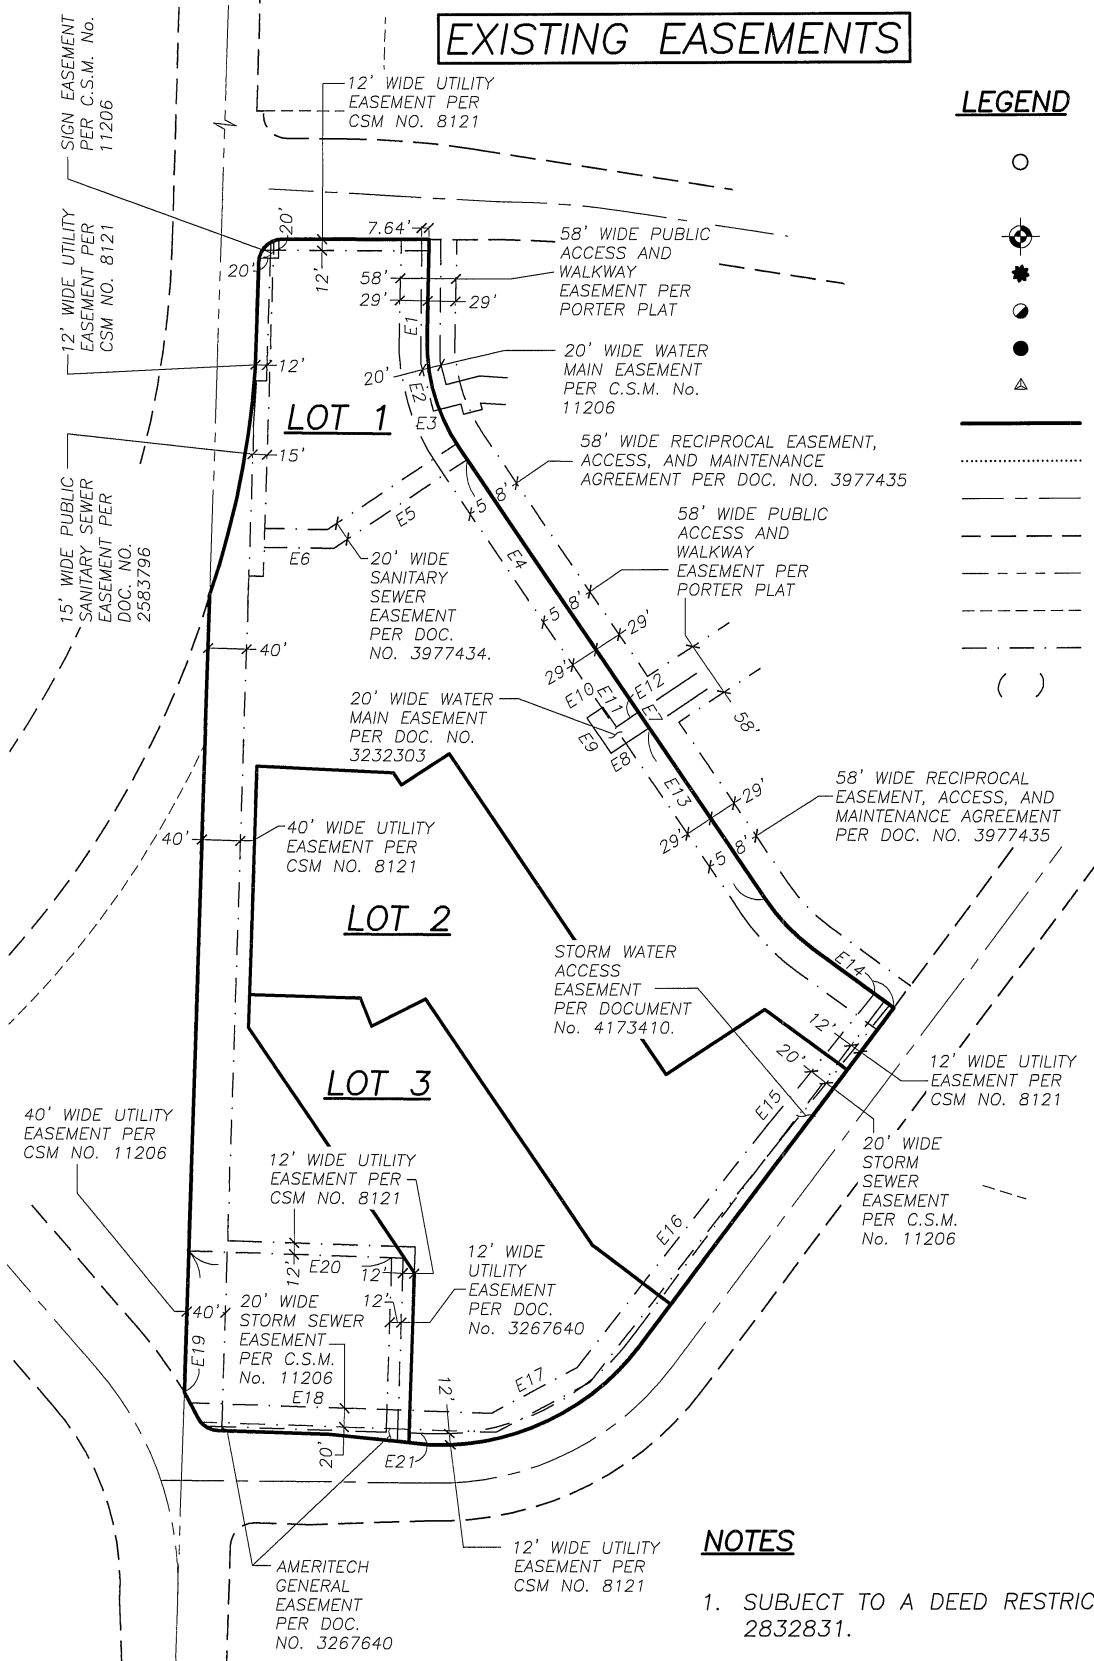 EXISTING EASEMENTS
LEGEND
SIGN EASEMENT
PER C.S.M. No.
11206
12' WIDE UTILITY
EASEMENT PER
CSM NO. 8121
12' WIDE UTILITY
EASEMENT PER
CSM NO. 8121
20'
20'
7.64'
12'
58'
29'
29'
E1
58' WIDE PUBLIC
ACCESS AND
WALKWAY
EASEMENT PER
PORTER PLAT
12'
20'
E2
E3
20' WIDE WATER
MAIN EASEMENT
PER C.S.M. No.
11206
LOT 1
15'
58' WIDE RECIPROCAL EASEMENT,
ACCESS, AND MAINTENANCE
AGREEMENT PER DOC. NO. 3977435
15' WIDE PUBLIC
SANITARY SEWER
EASEMENT PER
DOC. NO.
2583796
E5
E6
58'
E4
20' WIDE
SANITARY
SEWER
EASEMENT
PER DOC.
NO. 3977434.
58' WIDE PUBLIC
ACCESS AND
WALKWAY
EASEMENT PER
PORTER PLAT
58'
29'
29'
40'
E10
E11
E12
E7
E9
E8
58'
20' WIDE WATER
MAIN EASEMENT
PER DOC. NO.
3232303
E13
29'
29'
58'
58' WIDE RECIPROCAL
EASEMENT, ACCESS, AND
MAINTENANCE AGREEMENT
PER DOC. NO. 3977435
40'
40' WIDE UTILITY
EASEMENT PER
CSM NO. 8121
LOT 2
STORM WATER
ACCESS
EASEMENT
PER DOCUMENT
No. 4173410.
E14
12'
20'
12' WIDE UTILITY
EASEMENT PER
CSM NO. 8121
LOT 3
E15
40' WIDE UTILITY
EASEMENT PER
CSM NO. 11206
20' WIDE
STORM
SEWER
EASEMENT
PER C.S.M.
No. 11206
12' WIDE UTILITY
EASEMENT PER
CSM NO. 8121
E16
12'
E20
12'
12'
12' WIDE
UTILITY
EASEMENT
PER DOC.
No. 3267640
40'
E19
20' WIDE
STORM SEWER
EASEMENT
PER C.S.M.
No. 11206
E18
E17
12'
20'
E21
12' WIDE UTILITY
EASEMENT PER
CSM NO. 8121
AMERITECH
GENERAL
EASEMENT
PER DOC.
NO. 3267640
NOTES
1. SUBJECT TO A DEED RESTRIC
2832831.